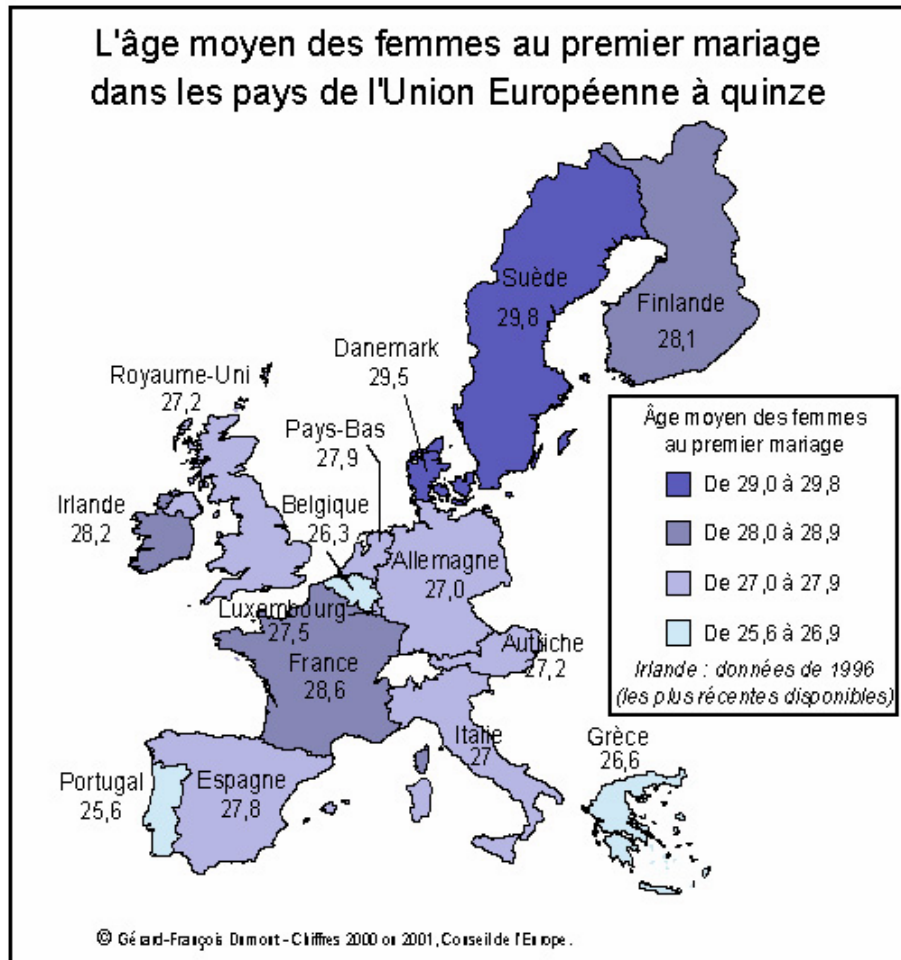 L'âge moyen des femmes au premier mariage
dans les pays de l'Union Européenne à quinze
Suède
29,8
Finlande
28,1
Danemark
29,5
Royaume-Uni
27,2
Pays-Bas
27,9
Irlande
28,2
Belgique
26,3
Allemagne
27,0
Luxembourg
27,5
Autriche
27,2
France
28,6
Italie
27
Grèce
26,6
Portugal
25,6
Espagne
27,8
Âge moyen des femmes
au premier mariage
De 29,0 à 29,8
De 28,0 à 28,9
De 27,0 à 27,9
De 25,6 à 26,9
Irlande : données de 1996
(les plus récentes disponibles)
© Gérard-François Dumont - Chiffres 2000 ou 2001, Conseil de l'Europe.